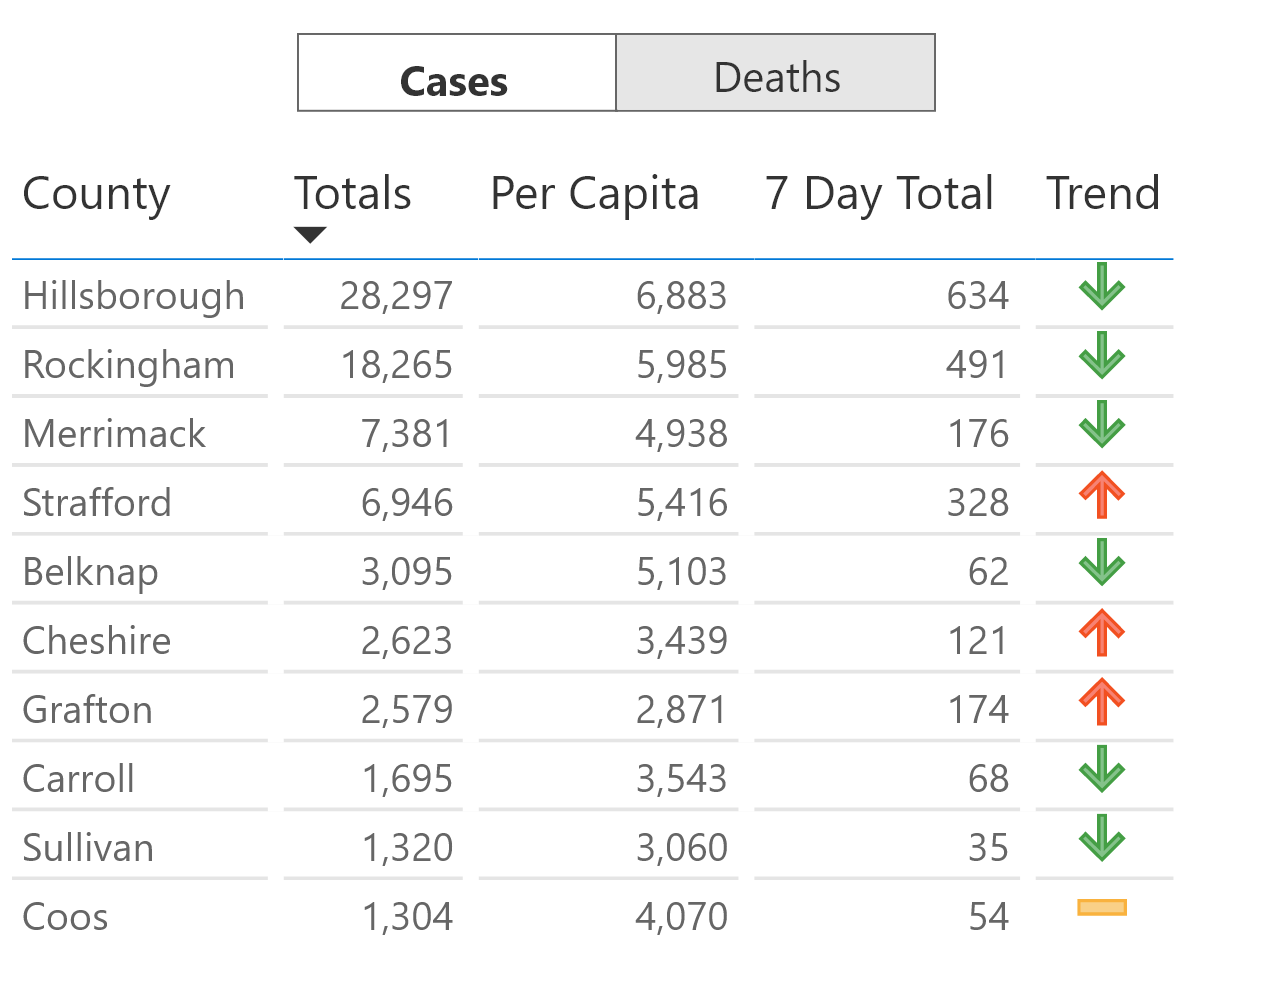 Cases Deaths
County Totals Per Capita 7 Day Total Trend
Hillsborough 28,297 6,883 634
Rockingham 18,265 5,985 491
Merrimack 7,381 4,938 176
Strafford 6,946 5,416 328
Belknap 3,095 5,103 62
Cheshire 2,623 3,439 121
Grafton 2,579 2,871 174
Carroll 1,695 3,543 68
Sullivan 1,320 3,060 35
Coos 1,304 4,070 54